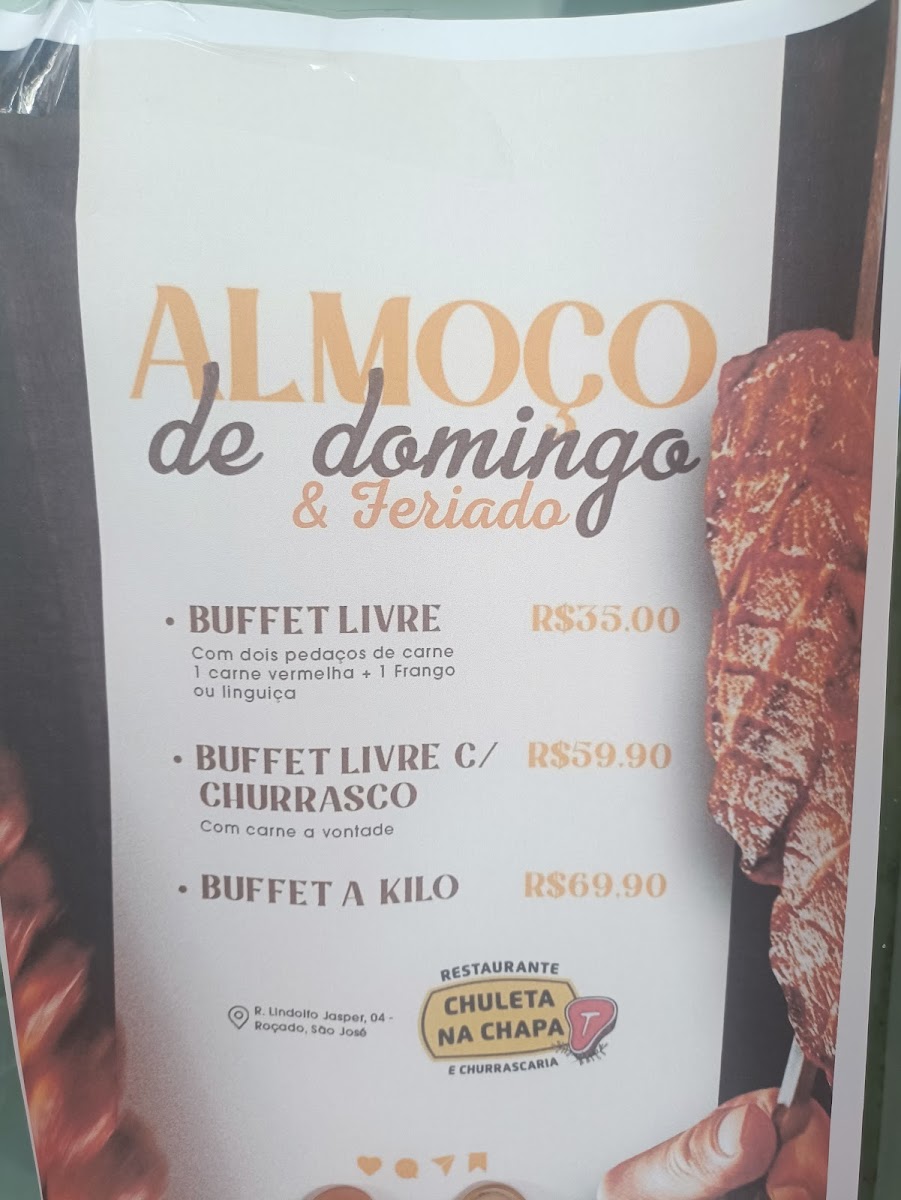 ALMOÇO
de domingo
& Feriado
• BUFFET LIVRE R$35.00
Com dois pedaços de carne
1 carne vermelha + 1 Frango
ou linguiça
• BUFFET LIVRE C/ R$59.90
CHURRASCO
Com carne a vontade
• BUFFET A KILO R$69,90
R. Lindolfo Jasper, 04 -
Roçado, São José
RESTAURANTE
CHULETA
NA CHAPA
E CHURRASCARIA